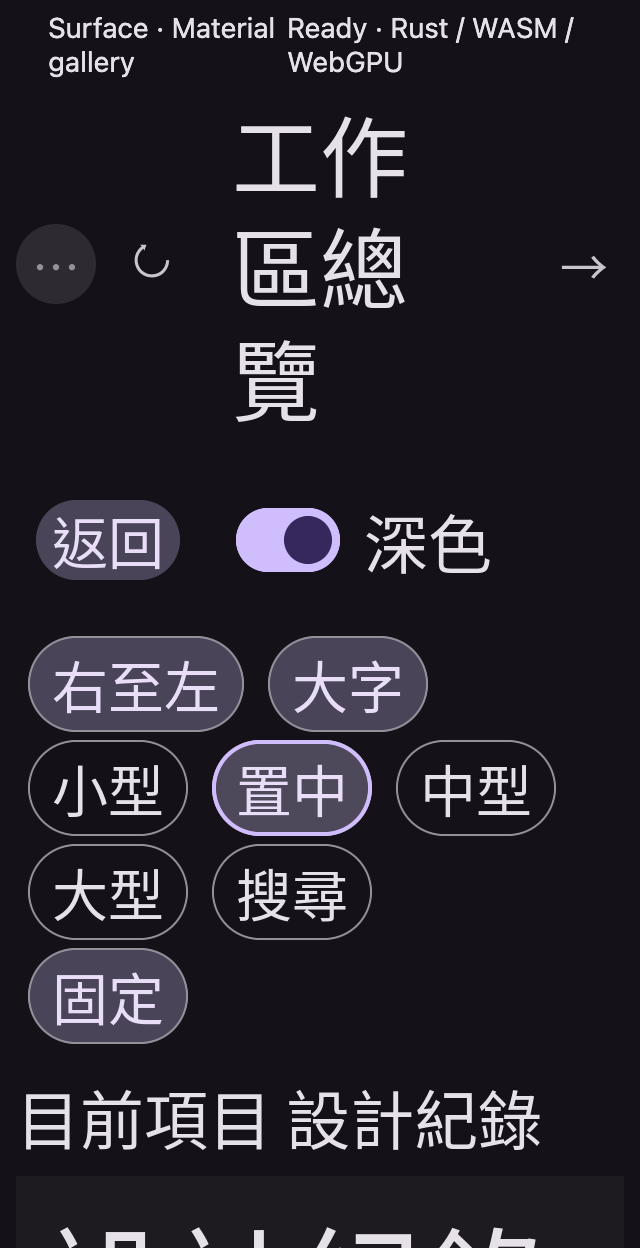 Surface · Material gallery
Ready · Rust / WASM / WebGPU
工作
區總
覽
返回
深色
右至左
大字
小型
置中
中型
大型
搜尋
固定
目前項目 設計紀錄